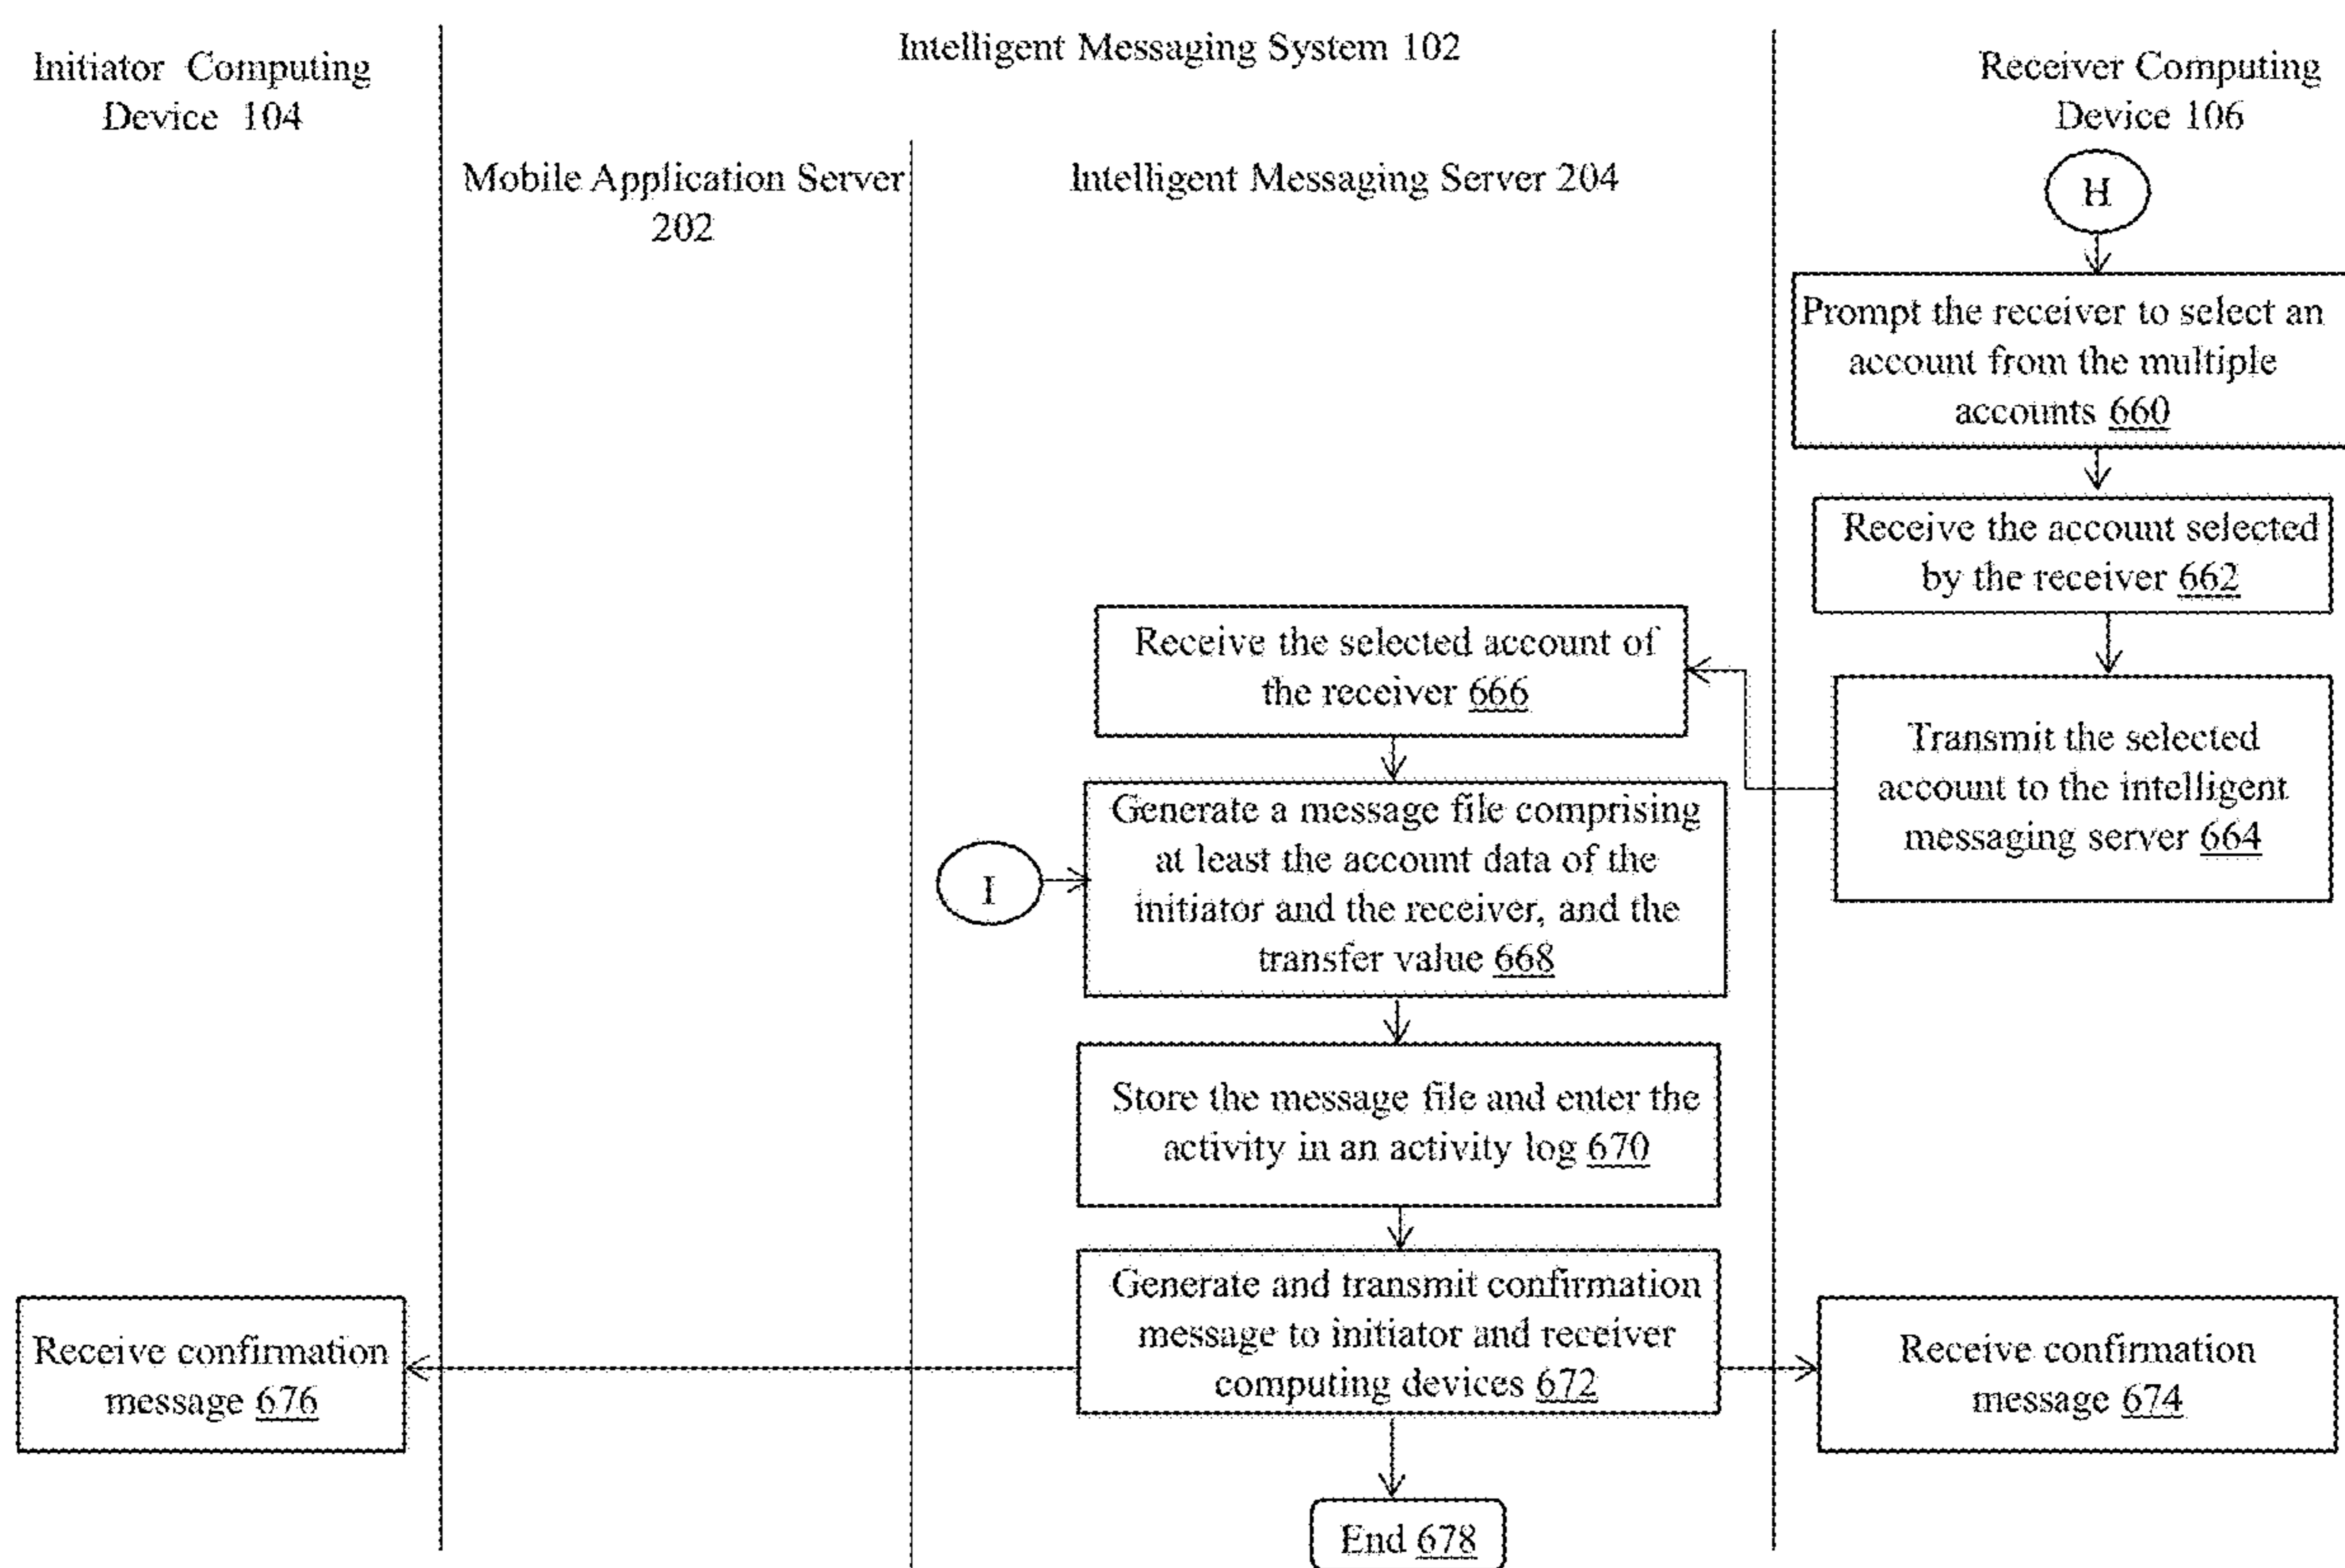 Initiator Computing
Device 104
Intelligent Messaging System 102
Receiver Computing
Device 106
Mobile Application Server
202
Intelligent Messaging Server 204
H
Prompt the receiver to select an
account from the multiple
accounts 660
Receive the account selected
by the receiver 662
Transmit the selected
account to the intelligent
messaging server 664
Receive the selected account of
the receiver 666
I
Generate a message file comprising
at least the account data of the
initiator and the receiver, and the
transfer value 668
Store the message file and enter the
activity in an activity log 670
Generate and transmit confirmation
message to initiator and receiver
computing devices 672
Receive confirmation
message 676
Receive confirmation
message 674
End 678